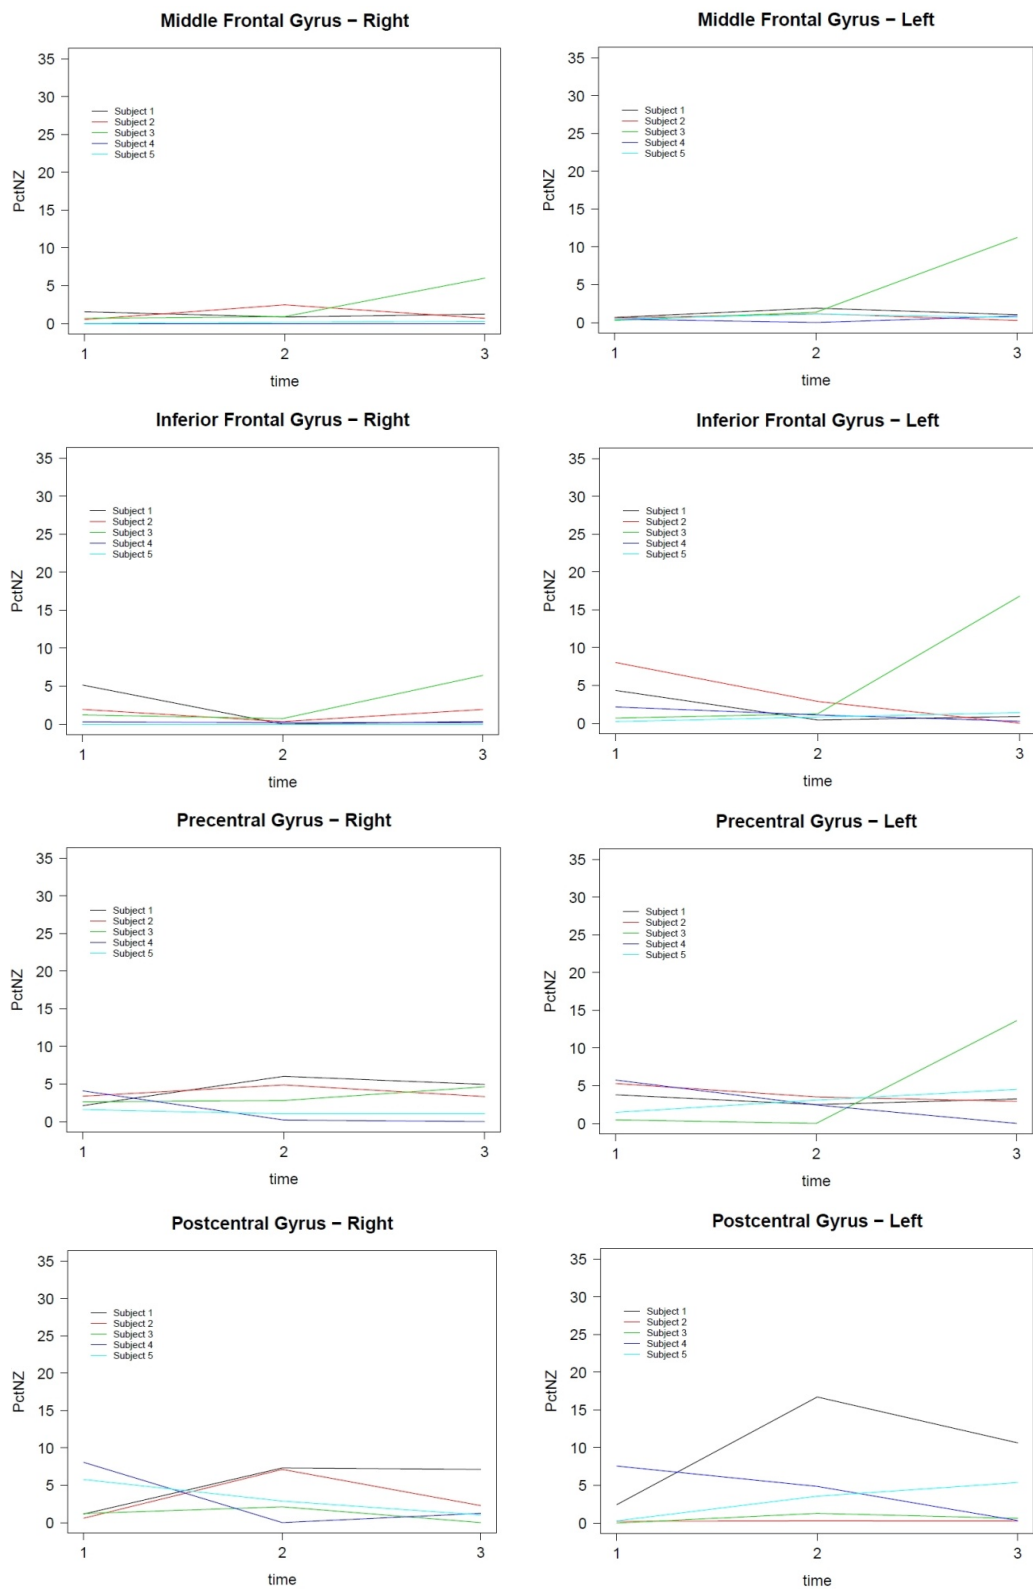 Middle Frontal Gyrus – Right
35
30
25
20
15
10
5
0
PctNZ
Subject 1
Subject 2
Subject 3
Subject 4
Subject 5
1 2 3
time
Middle Frontal Gyrus – Left
35
30
25
20
15
10
5
0
PctNZ
Subject 1
Subject 2
Subject 3
Subject 4
Subject 5
1 2 3
time
Inferior Frontal Gyrus – Right
35
30
25
20
15
10
5
0
PctNZ
Subject 1
Subject 2
Subject 3
Subject 4
Subject 5
1 2 3
time
Inferior Frontal Gyrus – Left
35
30
25
20
15
10
5
0
PctNZ
Subject 1
Subject 2
Subject 3
Subject 4
Subject 5
1 2 3
time
Precentral Gyrus – Right
35
30
25
20
15
10
5
0
PctNZ
Subject 1
Subject 2
Subject 3
Subject 4
Subject 5
1 2 3
time
Precentral Gyrus – Left
35
30
25
20
15
10
5
0
PctNZ
Subject 1
Subject 2
Subject 3
Subject 4
Subject 5
1 2 3
time
Postcentral Gyrus – Right
35
30
25
20
15
10
5
0
PctNZ
Subject 1
Subject 2
Subject 3
Subject 4
Subject 5
1 2 3
time
Postcentral Gyrus – Left
35
30
25
20
15
10
5
0
PctNZ
Subject 1
Subject 2
Subject 3
Subject 4
Subject 5
1 2 3
time